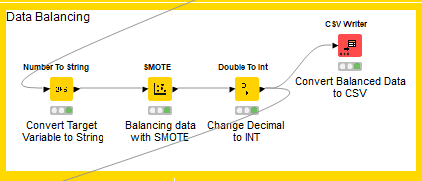 Data Balancing
CSV Writer
Number To String
SMOTE
Double To Int
Convert Balanced Data
to CSV
Convert Target
Variable to String
Balancing data
with SMOTE
Change Decimal
to INT